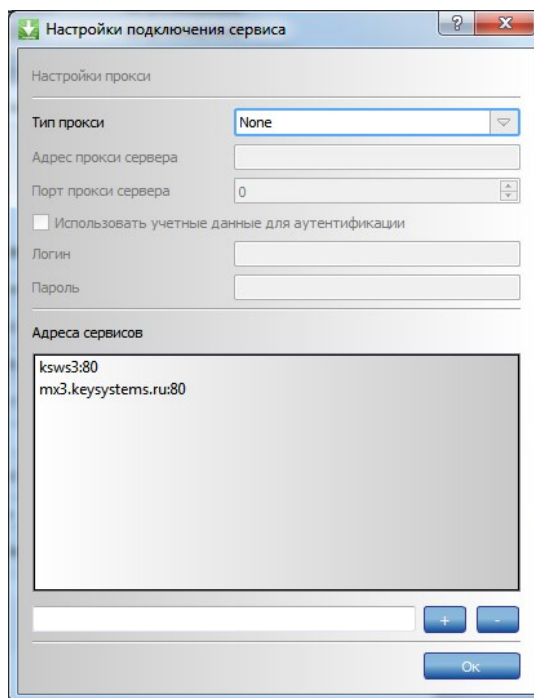 Настройки подключения сервиса
Настройки прокси
Тип прокси None
Адрес прокси сервера
Порт прокси сервера 0
Использовать учетные данные для аутентификации
Логин
Пароль
Адреса сервисов
ksws3:80
mx3.keysystems.ru:80
+ -
Ок